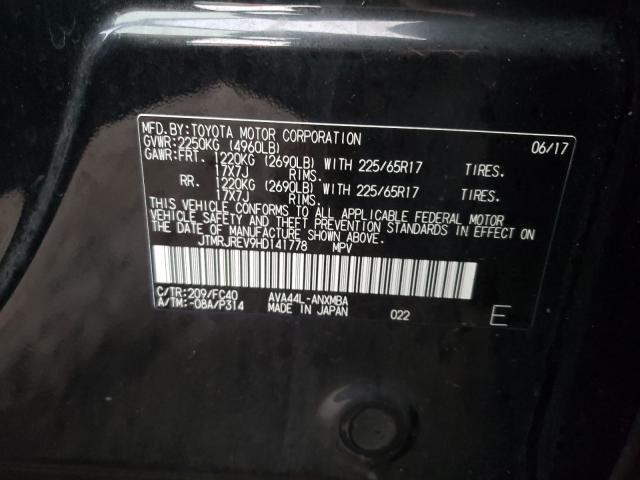 MFD.BY:TOYOTA MOTOR CORPORATION 06/17
GVWR:2250KG (4960LB)
GAWR:FRT. 1220KG (2690LB) WITH 225/65R17 TIRES.
17X7J RIMS.
RR. 1220KG (2690LB) WITH 225/65R17 TIRES.
17X7J RIMS.
THIS VEHICLE CONFORMS TO ALL APPLICABLE FEDERAL MOTOR
VEHICLE SAFETY AND THEFT PREVENTION STANDARDS IN EFFECT ON
THE DATE OF MANUFACTURE SHOWN ABOVE.
JTMRJREV9HD141778 MPV
C/TR:209/FC40 AVA44L-ANXMBA
A/TM:-08A/P314 MADE IN JAPAN 022 E